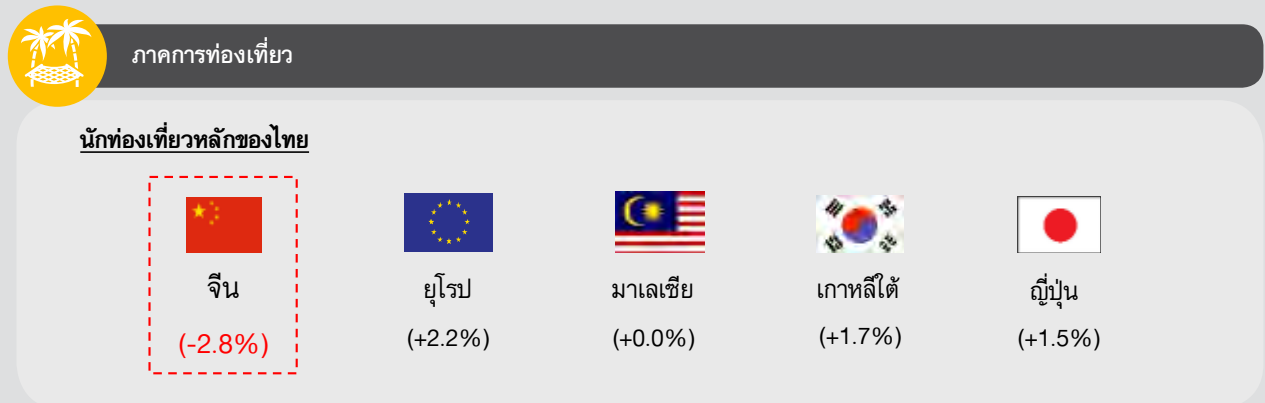 ภาคการท่องเที่ยว
นักท่องเที่ยวหลักของไทย
จีน ยุโรป มาเลเซีย เกาหลีใต้ ญี่ปุ่น
(-2.8%) (+2.2%) (+0.0%) (+1.7%) (+1.5%)